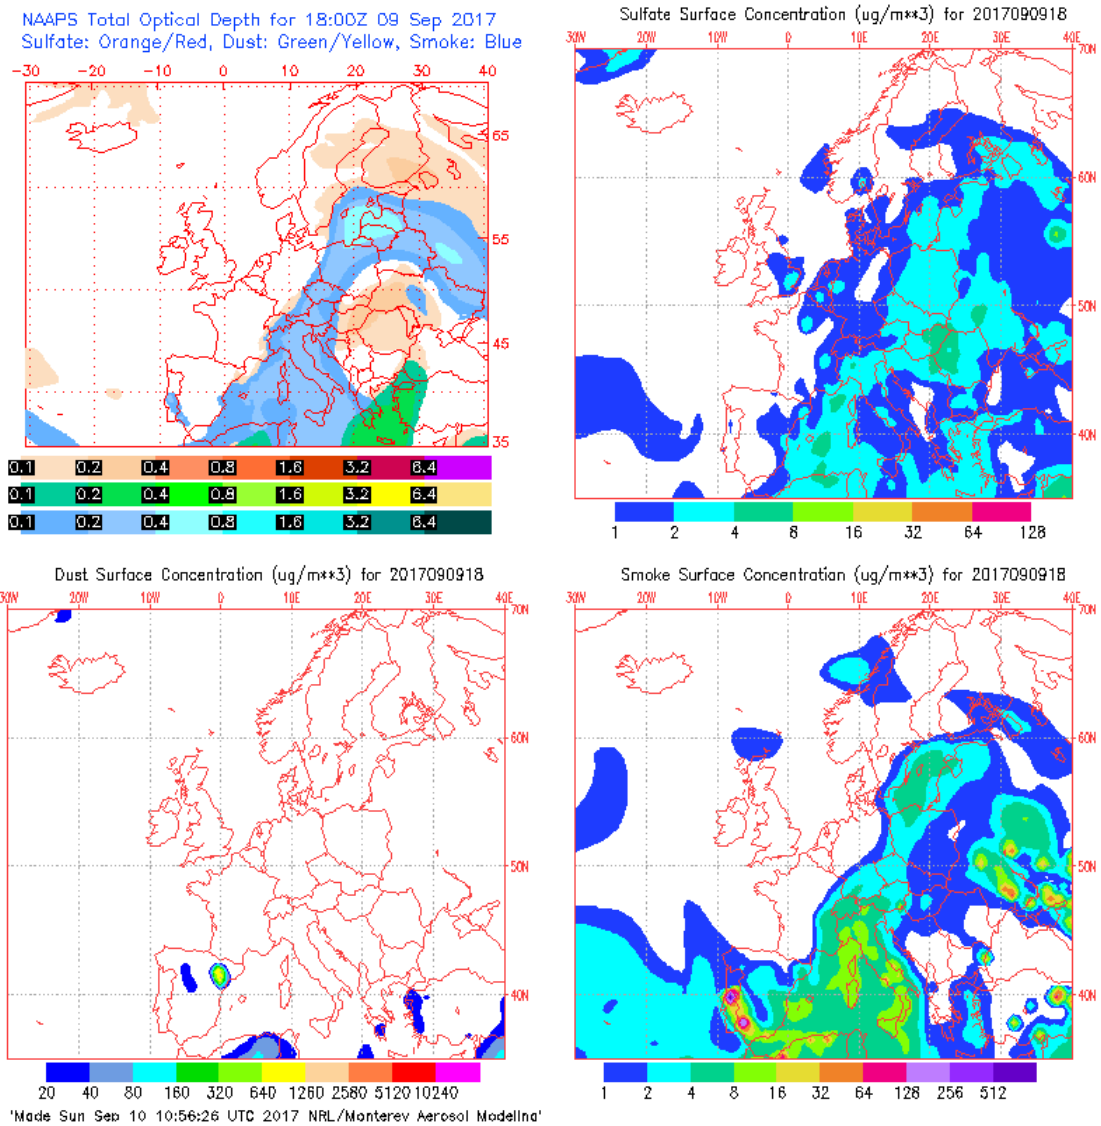 NAAPS Total Optical Depth for 18:00Z 09 Sep 2017
Sulfate: Orange/Red, Dust: Green/Yellow, Smoke: Blue
-30 -20 -10 0 10 20 30 40
65
55
45
35
0.1 0.2 0.4 0.8 1.6 3.2 6.4
0.1 0.2 0.4 0.8 1.6 3.2 6.4
0.1 0.2 0.4 0.8 1.6 3.2 6.4
Sulfate Surface Concentration (ug/m**3) for 2017090918
30W 20W 10W 0 10E 20E 30E 40E
70N
60N
50N
40N
1 2 4 8 16 32 64 128
Dust Surface Concentration (ug/m**3) for 2017090918
30W 20W 10W 0 10E 20E 30E 40E
70N
60N
50N
40N
20 40 80 160 320 640 1260 2580 5120 10240
'Made Sun Sep 10 10:56:26 UTC 2017 NRL/Monterey Aerosol Modeling'
Smoke Surface Concentration (ug/m**3) for 2017090918
30W 20W 10W 0 10E 20E 30E 40E
70N
60N
50N
40N
1 2 4 8 16 32 64 128 256 512